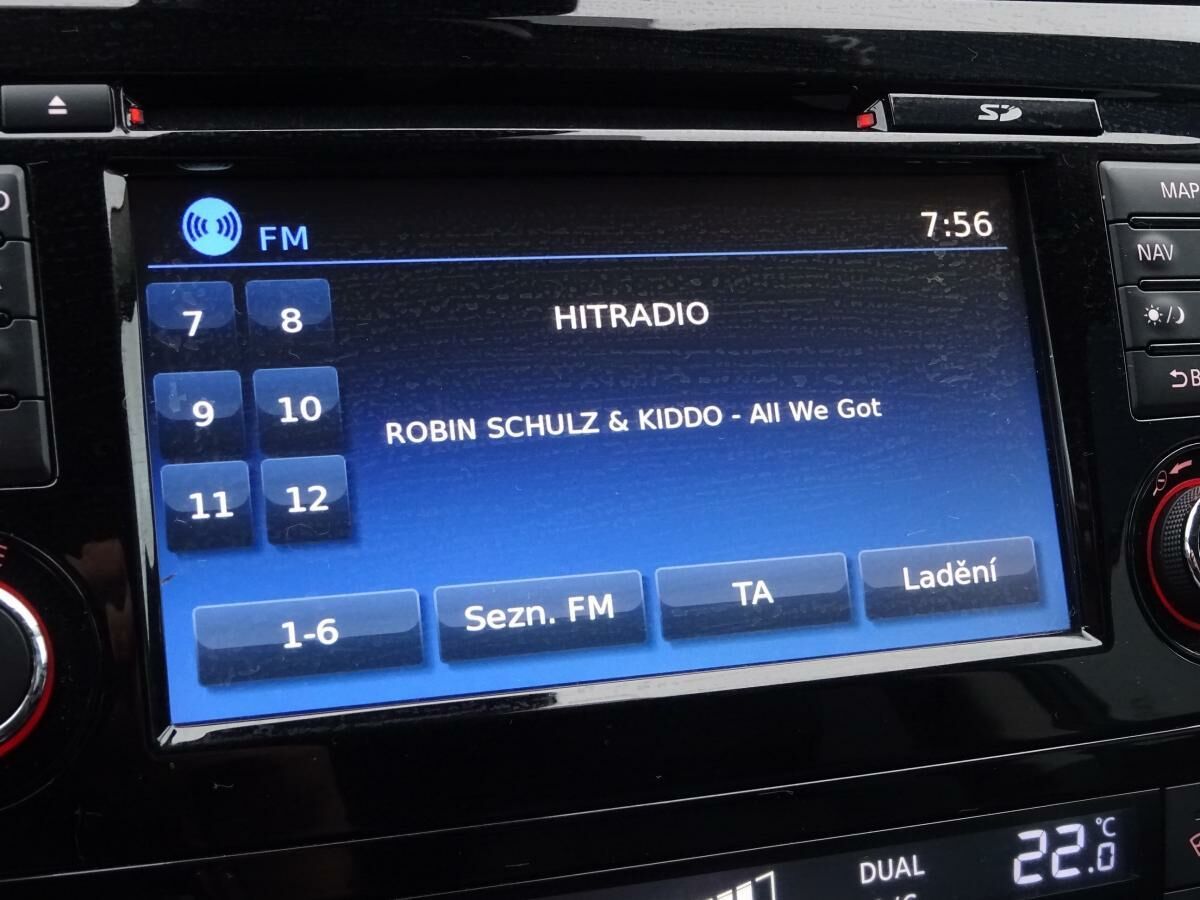 SD
MAP
FM
7:56
NAV
7 8
HITRADIO
9 10
ROBIN SCHULZ & KIDDO - All We Got
11 12
1-6 Sezn. FM TA Ladění
DUAL
22.0 °C